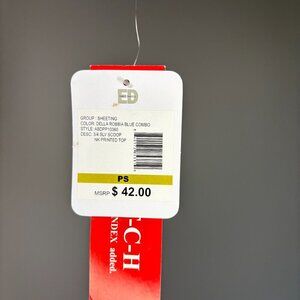 ED
GROUP : SHEETING
COLOR: DELLA ROBBIA BLUE COMBO
STYLE: ABDPP10360
DESC: 3/4 SLV SCOOP
NK PRINTED TOP
PS
MSRP $ 42.00
T-C-H
NDEX added.